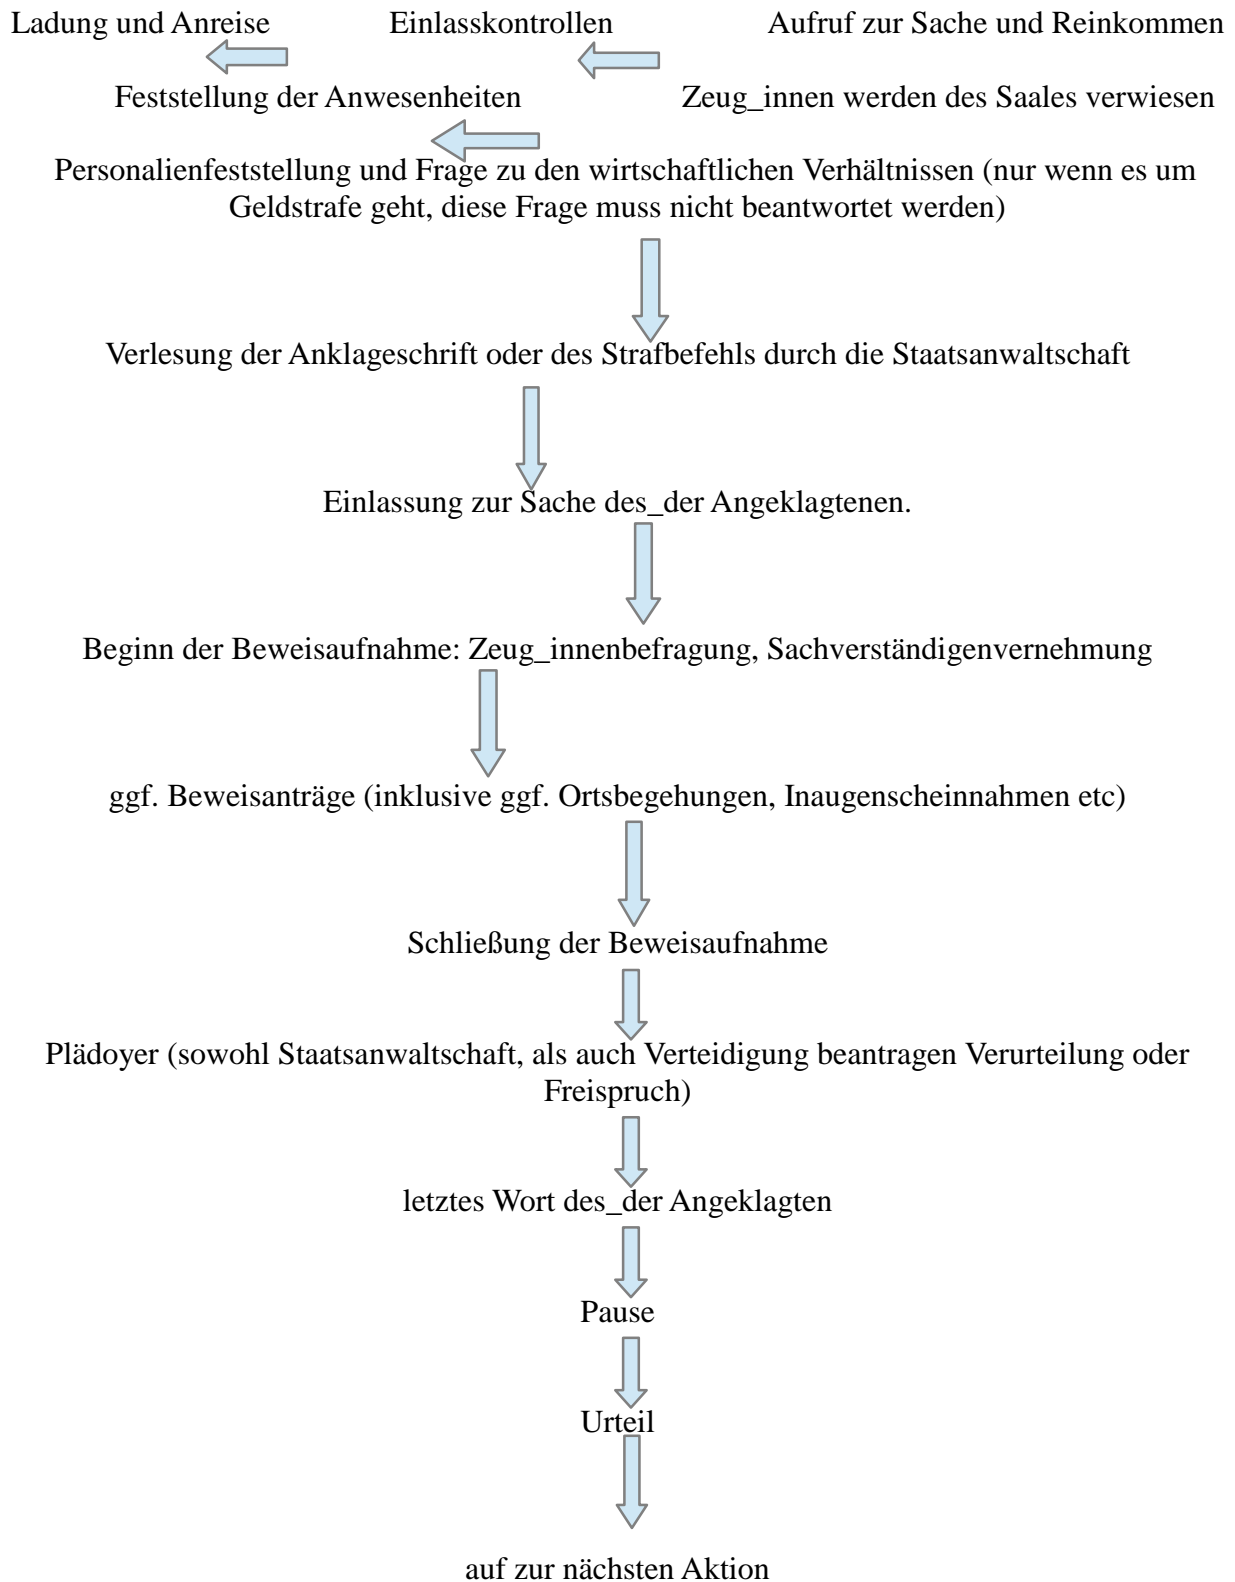 Ladung und Anreise Einlasskontrollen Aufruf zur Sache und Reinkommen
Feststellung der Anwesenheiten Zeug_innen werden des Saales verwiesen
Personalienfeststellung und Frage zu den wirtschaftlichen Verhältnissen (nur wenn es um
Geldstrafe geht, diese Frage muss nicht beantwortet werden)
Verlesung der Anklageschrift oder des Strafbefehls durch die Staatsanwaltschaft
Einlassung zur Sache des_der Angeklagtenen.
Beginn der Beweisaufnahme: Zeug_innenbefragung, Sachverständigenvernehmung
ggf. Beweisanträge (inklusive ggf. Ortsbegehungen, Inaugenscheinnahmen etc)
Schließung der Beweisaufnahme
Plädoyer (sowohl Staatsanwaltschaft, als auch Verteidigung beantragen Verurteilung oder
Freispruch)
letztes Wort des_der Angeklagten
Pause
Urteil
auf zur nächsten Aktion